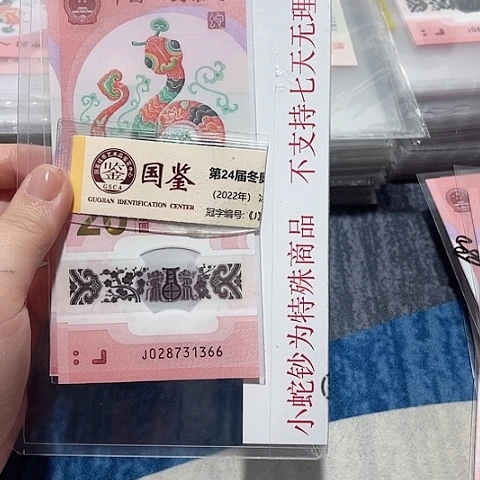 国鉴
GSCA
GUOJIAN IDENTIFICATION CENTER
第24届冬
(2022年)
冠字编号:(J
20
J028731366
小蛇钞为特殊商品 不支持七天无理